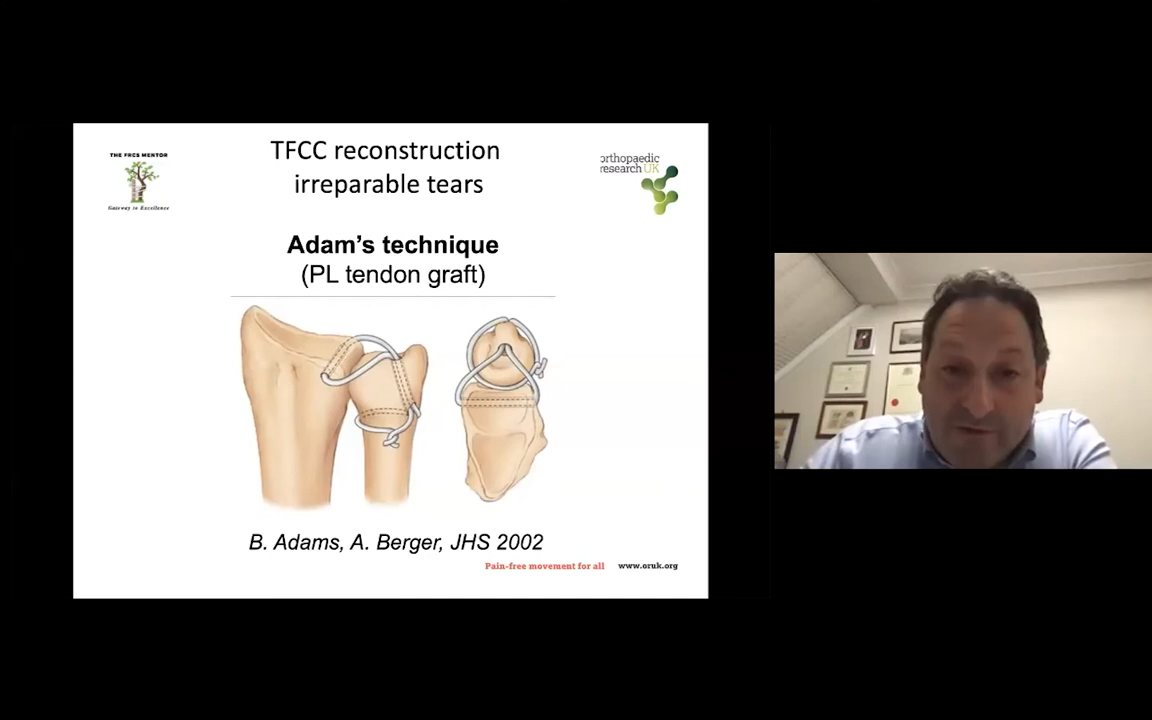 THE FRCS MENTOR
Gateway to Excellence
TFCC reconstruction
irreparable tears
orthopaedic
research UK
Adam's technique
(PL tendon graft)
B. Adams, A. Berger, JHS 2002
Pain-free movement for all www.oruk.org